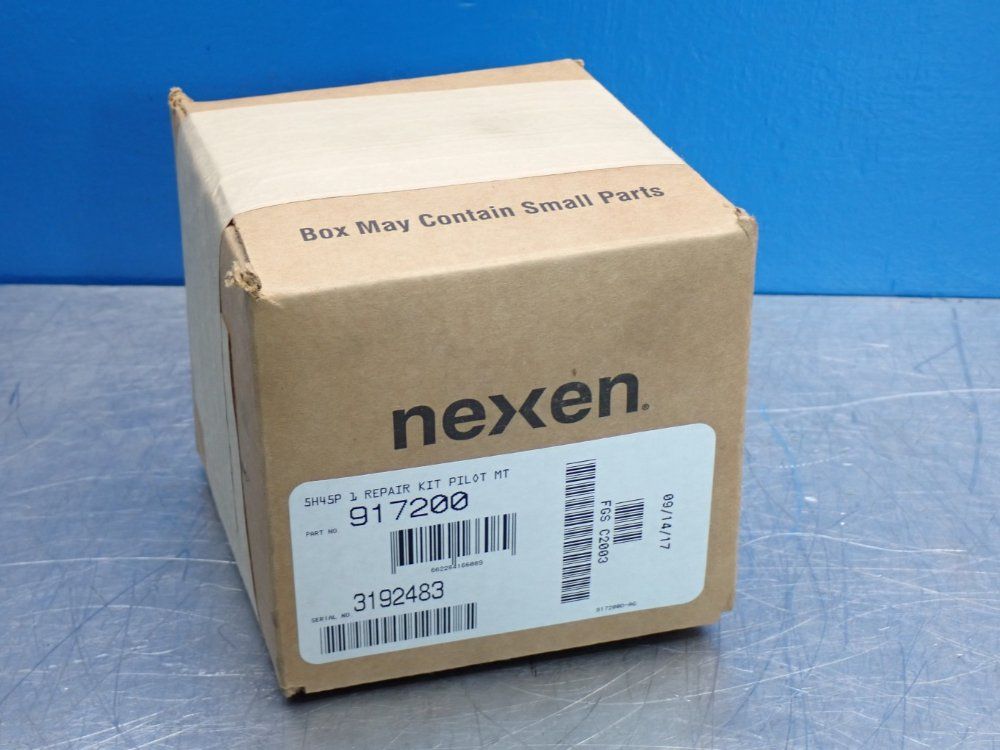 Box May Contain Small Parts
nexen®
5H45P 1 REPAIR KIT PILOT MT
PART NO. 917200
662264166089
SERIAL NO. 3192483
FGS C2003
09/14/17